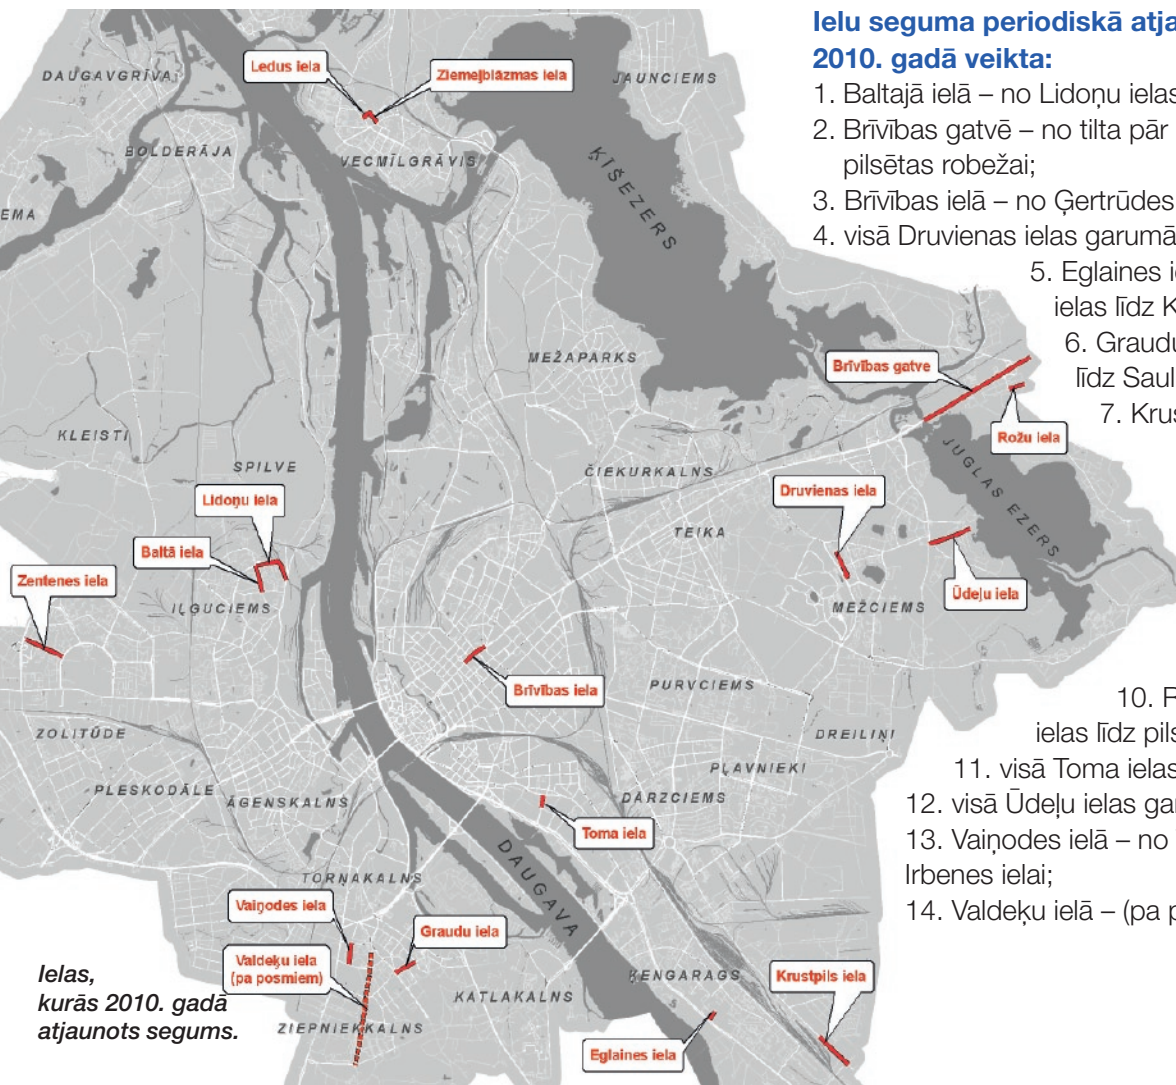 Ielu seguma periodiskā atja
2010. gadā veikta:
1. Baltajā ielā – no Lidoņu ielas
2. Brīvības gatvē – no tilta pār
pilsētas robežai;
3. Brīvības ielā – no Ģertrūdes
4. visā Druvienas ielas garumā
5. Eglaines ie
ielas līdz K
6. Graudu
līdz Saul
7. Krus
10. R
ielas līdz pils
11. visā Toma ielas
12. visā Ūdeļu ielas gar
13. Vaiņodes ielā – no
Irbenes ielai;
14. Valdeķu ielā – (pa p
Ledus iela
Ziemeļblāzmas iela
DAUGAVGRĪVA
JAUNCIEMS
BOLDERĀJA
VECMĪLGRĀVIS
ĶĪŠEZERS
EMA
MEŽAPARKS
Brīvības gatve
Rožu iela
KLEISTI
SPILVE
ČIEKURKALNS
JUGLAS EZERS
Lidoņu iela
Druvienas iela
TEIKA
Baltā iela
Zentenes iela
IĻĢUCIEMS
MEŽCIEMS
Ūdeļu iela
Brīvības iela
PURVCIEMS
ZOLITŪDE
DREILIŅI
PĻAVNIEKI
PLESKODĀLE
ĀGENSKALNS
DĀRZCIEMS
Toma iela
DAUGAVA
TORŅAKALNS
Vaiņodes iela
Graudu iela
Valdeķu iela
(pa posmiem)
ĶENGARAGS
Krustpils iela
KATLAKALNS
ZIEPNIEKKALNS
Eglaines iela
Ielas,
kurās 2010. gadā
atjaunots segums.